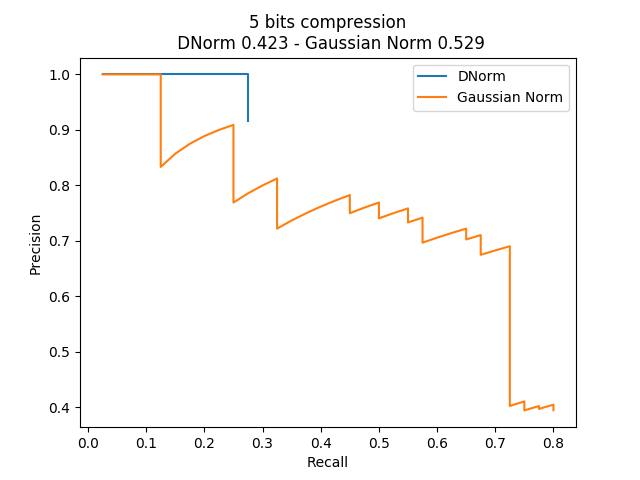 5 bits compression
DNorm 0.423 - Gaussian Norm 0.529
DNorm
Gaussian Norm
1.0
0.9
0.8
0.7
0.6
0.5
0.4
Precision
0.0 0.1 0.2 0.3 0.4 0.5 0.6 0.7 0.8
Recall